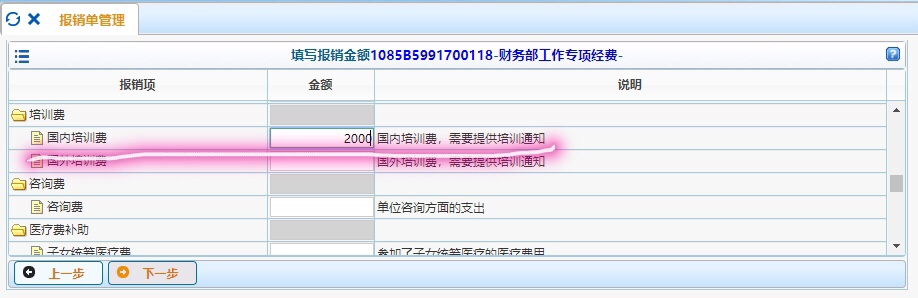 报销单管理
填写报销金额1085B5991700118-财务部工作专项经费-
报销项 金额 说明
培训费
国内培训费 2000 国内培训费，需要提供培训通知
国外培训费 国外培训费，需要提供培训通知
咨询费
咨询费 单位咨询方面的支出
医疗费补助
子女统筹医疗费 参加了子女统筹医疗的医疗费用
上一步 下一步